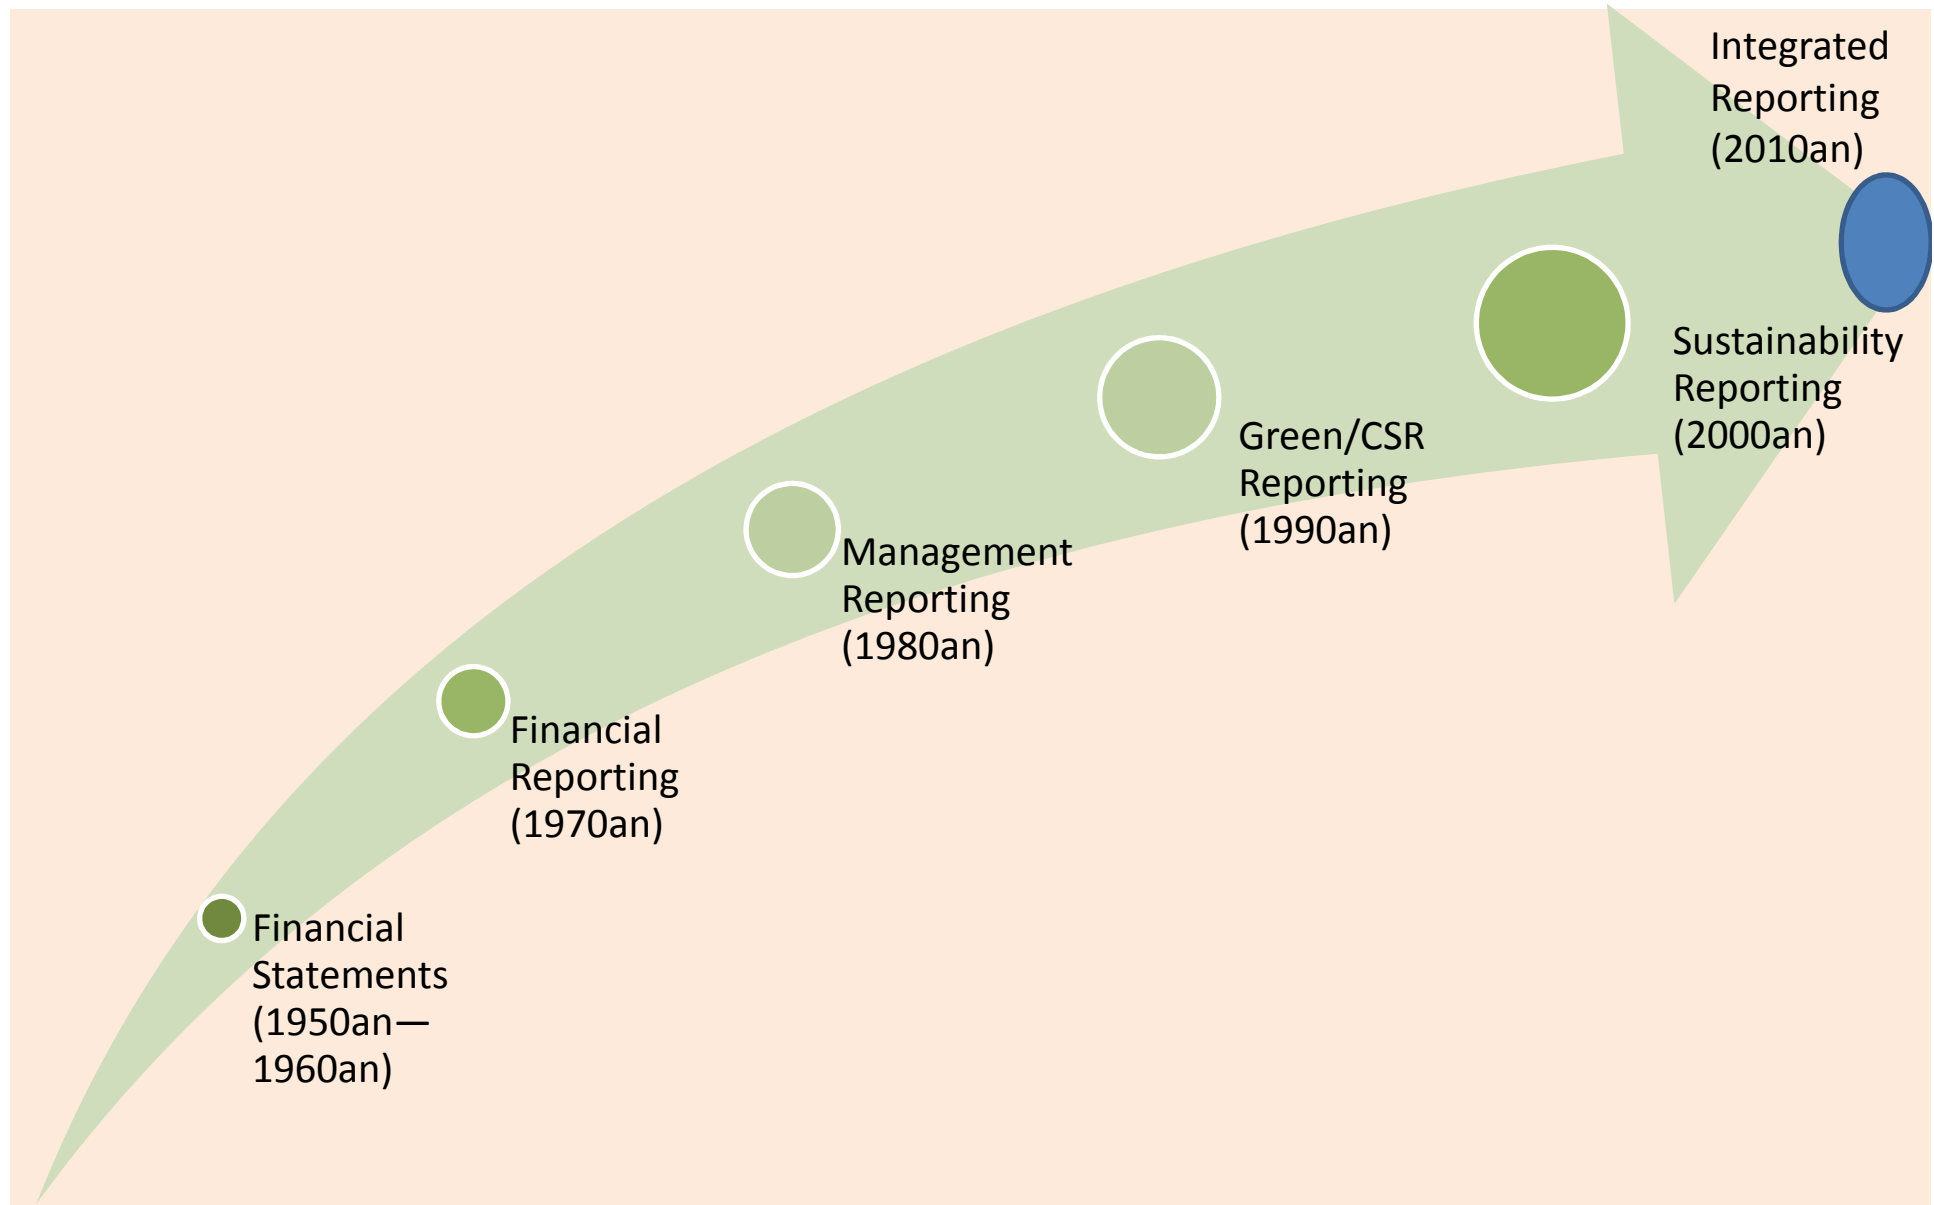 Integrated
Reporting
(2010an)
Sustainability
Reporting
(2000an)
Green/CSR
Reporting
(1990an)
Management
Reporting
(1980an)
Financial
Reporting
(1970an)
Financial
Statements
(1950an—
1960an)